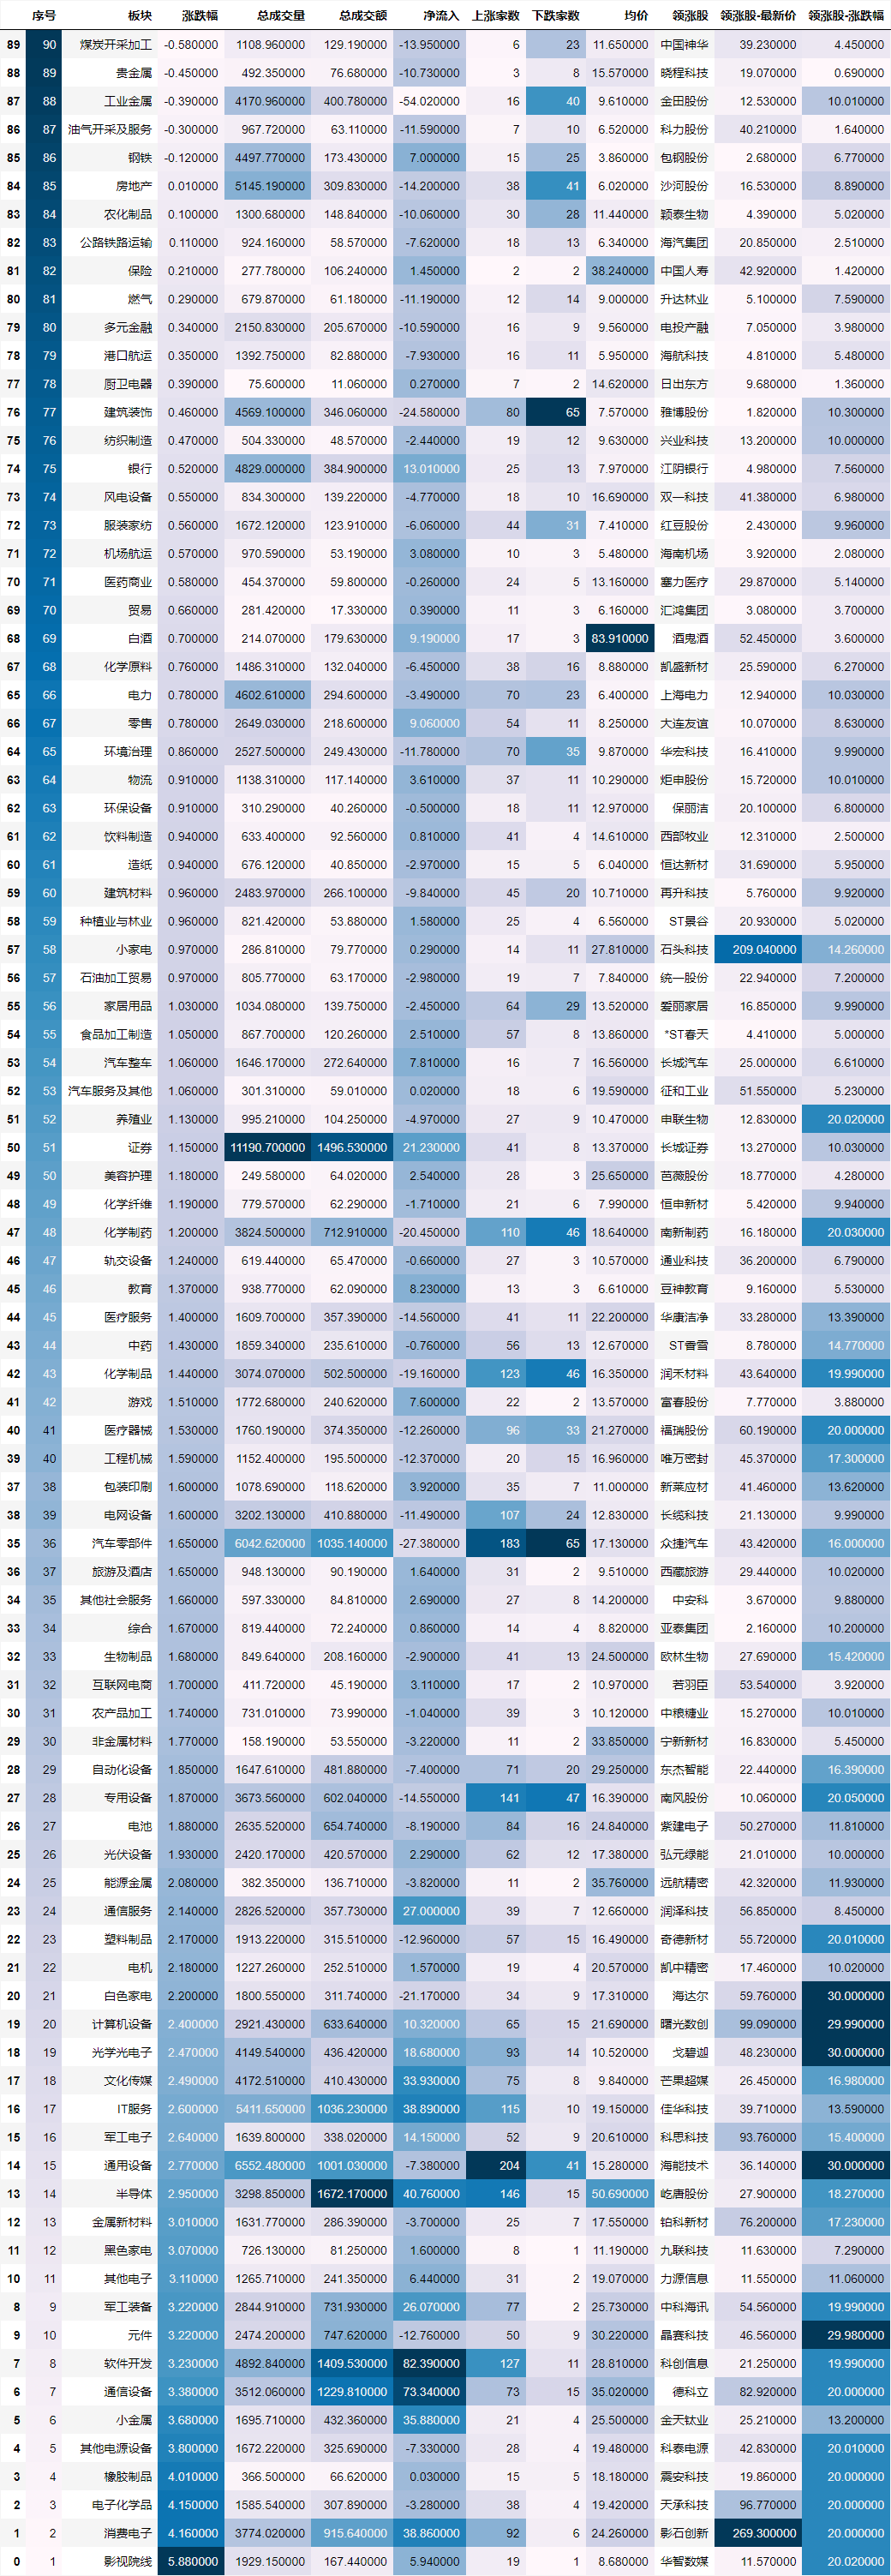 序号 板块 涨跌幅 总成交量 总成交额 净流入 上涨家数 下跌家数 均价 领涨股 领涨股-最新价 领涨股-涨跌幅
89 90 煤炭开采加工 -0.580000 1108.960000 129.190000 -13.950000 6 23 11.650000 中国神华 39.230000 4.450000
88 89 贵金属 -0.450000 492.350000 76.680000 -10.730000 3 8 15.570000 晓程科技 19.070000 0.690000
87 88 工业金属 -0.390000 4170.960000 400.780000 -54.020000 16 40 9.610000 金田股份 12.530000 10.010000
86 87 油气开采及服务 -0.300000 967.720000 63.110000 -11.590000 7 10 6.520000 科力股份 40.210000 1.640000
85 86 钢铁 -0.120000 4497.770000 173.430000 7.000000 15 25 3.860000 包钢股份 2.680000 6.770000
84 85 房地产 0.010000 5145.190000 309.830000 -14.200000 38 41 6.020000 沙河股份 16.530000 8.890000
83 84 农化制品 0.100000 1300.680000 148.840000 -10.060000 30 28 11.440000 颖泰生物 4.390000 5.020000
82 83 公路铁路运输 0.110000 924.160000 58.570000 -7.620000 18 13 6.340000 海汽集团 20.850000 2.510000
81 82 保险 0.210000 277.780000 106.240000 1.450000 2 2 38.240000 中国人寿 42.920000 1.420000
80 81 燃气 0.290000 679.870000 61.180000 -11.190000 12 14 9.000000 升达林业 5.100000 7.590000
79 80 多元金融 0.340000 2150.830000 205.670000 -10.590000 16 9 9.560000 电投产融 7.050000 3.980000
78 79 港口航运 0.350000 1392.750000 82.880000 -7.930000 16 11 5.950000 海航科技 4.810000 5.480000
77 78 厨卫电器 0.390000 75.600000 11.060000 0.270000 7 2 14.620000 日出东方 9.680000 1.360000
76 77 建筑装饰 0.460000 4569.100000 346.060000 -24.580000 80 65 7.570000 雅博股份 1.820000 10.300000
75 76 纺织制造 0.470000 504.330000 48.570000 -2.440000 19 12 9.630000 兴业科技 13.200000 10.000000
74 75 银行 0.520000 4829.000000 384.900000 13.010000 25 13 7.970000 江阴银行 4.980000 7.560000
73 74 风电设备 0.550000 834.300000 139.220000 -4.770000 18 10 16.690000 双一科技 41.380000 6.980000
72 73 服装家纺 0.560000 1672.120000 123.910000 -6.060000 44 31 7.410000 红豆股份 2.430000 9.960000
71 72 机场航运 0.570000 970.590000 53.190000 3.080000 10 3 5.480000 海南机场 3.920000 2.080000
70 71 医药商业 0.580000 454.370000 59.800000 -0.260000 24 5 13.160000 塞力医疗 29.870000 5.140000
69 70 贸易 0.660000 281.420000 17.330000 0.390000 11 3 6.160000 汇鸿集团 3.080000 3.700000
68 69 白酒 0.700000 214.070000 179.630000 9.190000 17 3 83.910000 酒鬼酒 52.450000 3.600000
67 68 化学原料 0.760000 1486.310000 132.040000 -6.450000 38 16 8.880000 凯盛新材 25.590000 6.270000
65 66 电力 0.780000 4602.610000 294.600000 -3.490000 70 23 6.400000 上海电力 12.940000 10.030000
66 67 零售 0.780000 2649.030000 218.600000 9.060000 54 11 8.250000 大连友谊 10.070000 8.630000
64 65 环境治理 0.860000 2527.500000 249.430000 -11.780000 70 35 9.870000 华宏科技 16.410000 9.990000
63 64 物流 0.910000 1138.310000 117.140000 3.610000 37 11 10.290000 炬申股份 15.720000 10.010000
62 63 环保设备 0.910000 310.290000 40.260000 -0.500000 18 11 12.970000 保丽洁 20.100000 6.800000
61 62 饮料制造 0.940000 633.400000 92.560000 0.810000 41 4 14.610000 西部牧业 12.310000 2.500000
60 61 造纸 0.940000 676.120000 40.850000 -2.970000 15 5 6.040000 恒达新材 31.690000 5.950000
59 60 建筑材料 0.960000 2483.970000 266.100000 -9.840000 45 20 10.710000 再升科技 5.760000 9.920000
58 59 种植业与林业 0.960000 821.420000 53.880000 1.580000 25 4 6.560000 ST景谷 20.930000 5.020000
57 58 小家电 0.970000 286.810000 79.770000 0.290000 14 11 27.810000 石头科技 209.040000 14.260000
56 57 石油加工贸易 0.970000 805.770000 63.170000 -2.980000 19 7 7.840000 统一股份 22.940000 7.200000
55 56 家居用品 1.030000 1034.080000 139.750000 -2.450000 64 29 13.520000 爱丽家居 16.850000 9.990000
54 55 食品加工制造 1.050000 867.700000 120.260000 2.510000 57 8 13.860000 *ST春天 4.410000 5.000000
53 54 汽车整车 1.060000 1646.170000 272.640000 7.810000 16 7 16.560000 长城汽车 25.000000 6.610000
52 53 汽车服务及其他 1.060000 301.310000 59.010000 0.020000 18 6 19.590000 征和工业 51.550000 5.230000
51 52 养殖业 1.130000 995.210000 104.250000 -4.970000 27 9 10.470000 申联生物 12.830000 20.020000
50 51 证券 1.150000 11190.700000 1496.530000 21.230000 41 8 13.370000 长城证券 13.270000 10.030000
49 50 美容护理 1.180000 249.580000 64.020000 2.540000 28 3 25.650000 芭薇股份 18.770000 4.280000
48 49 化学纤维 1.190000 779.570000 62.290000 -1.710000 21 6 7.990000 恒申新材 5.420000 9.940000
47 48 化学制药 1.200000 3824.500000 712.910000 -20.450000 110 46 18.640000 南新制药 16.180000 20.030000
46 47 轨交设备 1.240000 619.440000 65.470000 -0.660000 27 3 10.570000 通业科技 36.200000 6.790000
45 46 教育 1.370000 938.770000 62.090000 8.230000 13 3 6.610000 豆神教育 9.160000 5.530000
44 45 医疗服务 1.400000 1609.700000 357.390000 -14.560000 41 11 22.200000 华康洁净 33.280000 13.390000
43 44 中药 1.430000 1859.340000 235.610000 -0.760000 56 13 12.670000 ST香雪 8.780000 14.770000
42 43 化学制品 1.440000 3074.070000 502.500000 -19.160000 123 46 16.350000 润禾材料 43.640000 19.990000
41 42 游戏 1.510000 1772.680000 240.620000 7.600000 22 2 13.570000 富春股份 7.770000 3.880000
40 41 医疗器械 1.530000 1760.190000 374.350000 -12.260000 96 33 21.270000 福瑞股份 60.190000 20.000000
39 40 工程机械 1.590000 1152.400000 195.500000 -12.370000 20 15 16.960000 唯万密封 45.370000 17.300000
37 38 包装印刷 1.600000 1078.690000 118.620000 3.920000 35 7 11.000000 新莱应材 41.460000 13.620000
38 39 电网设备 1.600000 3202.130000 410.880000 -11.490000 107 24 12.830000 长缆科技 21.130000 9.990000
35 36 汽车零部件 1.650000 6042.620000 1035.140000 -27.380000 183 65 17.130000 众捷汽车 43.420000 16.000000
36 37 旅游及酒店 1.650000 948.130000 90.190000 1.640000 31 2 9.510000 西藏旅游 29.440000 10.020000
34 35 其他社会服务 1.660000 597.330000 84.810000 2.690000 27 8 14.200000 中安科 3.670000 9.880000
33 34 综合 1.670000 819.440000 72.240000 0.860000 14 4 8.820000 亚泰集团 2.160000 10.200000
32 33 生物制品 1.680000 849.640000 208.160000 -2.900000 41 13 24.500000 欧林生物 27.690000 15.420000
31 32 互联网电商 1.700000 411.720000 45.190000 3.110000 17 2 10.970000 若羽臣 53.540000 3.920000
30 31 农产品加工 1.740000 731.010000 73.990000 -1.040000 39 3 10.120000 中粮糖业 15.270000 10.010000
29 30 非金属材料 1.770000 158.190000 53.550000 -3.220000 11 2 33.850000 宁新新材 16.830000 5.450000
28 29 自动化设备 1.850000 1647.610000 481.880000 -7.400000 71 20 29.250000 东杰智能 22.440000 16.390000
27 28 专用设备 1.870000 3673.560000 602.040000 -14.550000 141 47 16.390000 南风股份 10.060000 20.050000
26 27 电池 1.880000 2635.520000 654.740000 -8.190000 84 16 24.840000 紫建电子 50.270000 11.810000
25 26 光伏设备 1.930000 2420.170000 420.570000 2.290000 62 12 17.380000 弘元绿能 21.010000 10.000000
24 25 能源金属 2.080000 382.350000 136.710000 -3.820000 11 2 35.760000 远航精密 42.320000 11.930000
23 24 通信服务 2.140000 2826.520000 357.730000 27.000000 39 7 12.660000 润泽科技 56.850000 8.450000
22 23 塑料制品 2.170000 1913.220000 315.510000 -12.960000 57 15 16.490000 奇德新材 55.720000 20.010000
21 22 电机 2.180000 1227.260000 252.510000 1.570000 19 4 20.570000 凯中精密 17.460000 10.020000
20 21 白色家电 2.200000 1800.550000 311.740000 -21.170000 34 9 17.310000 海达尔 59.760000 30.000000
19 20 计算机设备 2.400000 2921.430000 633.640000 10.320000 65 15 21.690000 曙光数创 99.090000 29.990000
18 19 光学光电子 2.470000 4149.540000 436.420000 18.680000 93 14 10.520000 戈碧迦 48.230000 30.000000
17 18 文化传媒 2.490000 4172.510000 410.430000 33.930000 75 8 9.840000 芒果超媒 26.450000 16.980000
16 17 IT服务 2.600000 5411.650000 1036.230000 38.890000 115 10 19.150000 佳华科技 39.710000 13.590000
15 16 军工电子 2.640000 1639.800000 338.020000 14.150000 52 9 20.610000 科思科技 93.760000 15.400000
14 15 通用设备 2.770000 6552.480000 1001.030000 -7.380000 204 41 15.280000 海能技术 36.140000 30.000000
13 14 半导体 2.950000 3298.850000 1672.170000 40.760000 146 15 50.690000 屹唐股份 27.900000 18.270000
12 13 金属新材料 3.010000 1631.770000 286.390000 -3.700000 25 7 17.550000 铂科新材 76.200000 17.230000
11 12 黑色家电 3.070000 726.130000 81.250000 1.600000 8 1 11.190000 九联科技 11.630000 7.290000
10 11 其他电子 3.110000 1265.710000 241.350000 6.440000 31 2 19.070000 力源信息 11.550000 11.060000
8 9 军工装备 3.220000 2844.910000 731.930000 26.070000 77 2 25.730000 中科海讯 54.560000 19.990000
9 10 元件 3.220000 2474.200000 747.620000 -12.760000 50 9 30.220000 晶赛科技 46.560000 29.980000
7 8 软件开发 3.230000 4892.840000 1409.530000 82.390000 127 11 28.810000 科创信息 21.250000 19.990000
6 7 通信设备 3.380000 3512.060000 1229.810000 73.340000 73 15 35.020000 德科立 82.920000 20.000000
5 6 小金属 3.680000 1695.710000 432.360000 35.880000 21 4 25.500000 金天钛业 25.210000 13.200000
4 5 其他电源设备 3.800000 1672.220000 325.690000 -7.330000 28 4 19.480000 科泰电源 42.830000 20.010000
3 4 橡胶制品 4.010000 366.500000 66.620000 0.030000 15 5 18.180000 震安科技 19.860000 20.000000
2 3 电子化学品 4.150000 1585.540000 307.890000 -3.280000 38 4 19.420000 天承科技 96.770000 20.000000
1 2 消费电子 4.160000 3774.020000 915.640000 38.860000 92 6 24.260000 影石创新 269.300000 20.000000
0 1 影视院线 5.880000 1929.150000 167.440000 5.940000 19 1 8.680000 华智数媒 11.570000 20.020000